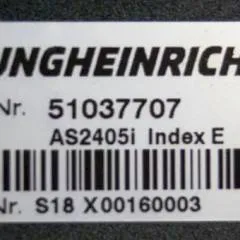 UNGHEINRICH
Nr. 51037707
AS2405i Index E
Nr. S18 X00160003